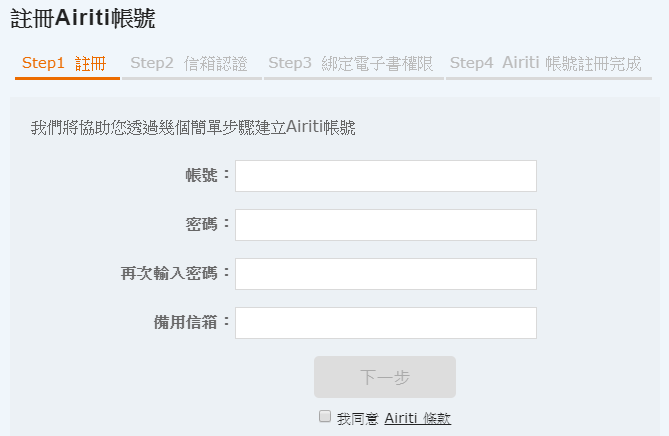 註冊Airiti帳號
Step1 註冊 Step2 信箱認證 Step3 綁定電子書權限 Step4 Airiti 帳號註冊完成
我們將協助您透過幾個簡單步驟建立Airiti帳號
帳號：
密碼：
再次輸入密碼：
備用信箱：
下一步
我同意 Airiti 條款